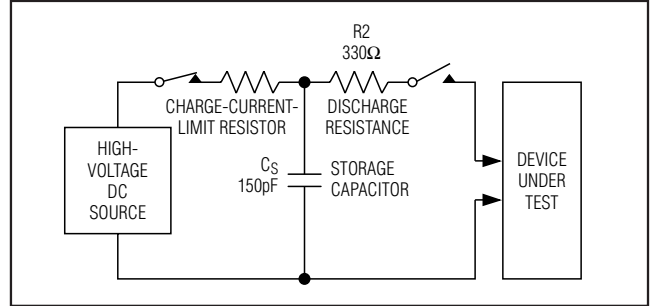 R2
330Ω
CHARGE-CURRENT-
LIMIT RESISTOR
DISCHARGE
RESISTANCE
HIGH-
VOLTAGE
DC
SOURCE
CS
150pF
STORAGE
CAPACITOR
DEVICE
UNDER
TEST